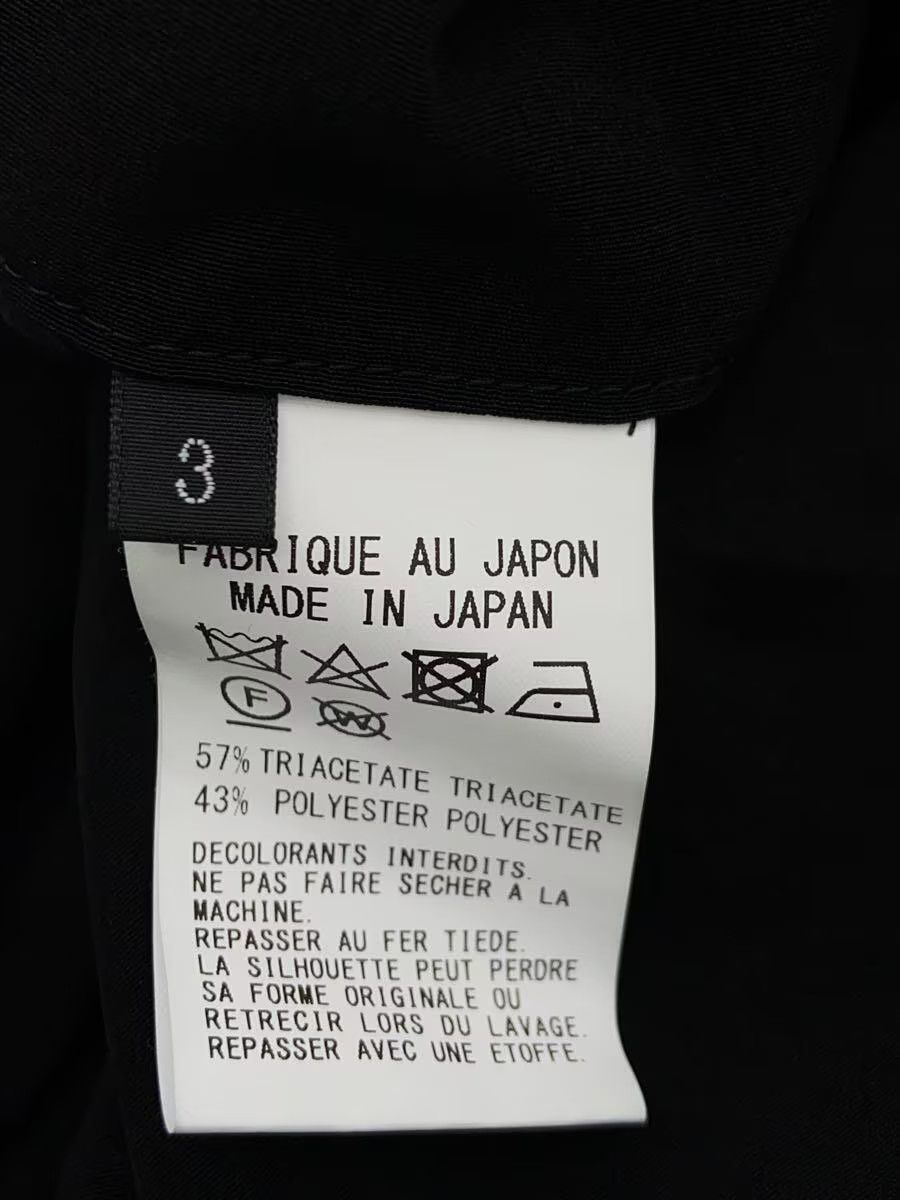 3
FABRIQUE AU JAPON
MADE IN JAPAN
F W
57% TRIACETATE TRIACETATE
43% POLYESTER POLYESTER
DECOLORANTS INTERDITS.
NE PAS FAIRE SECHER A LA
MACHINE.
REPASSER AU FER TIEDE.
LA SILHOUETTE PEUT PERDRE
SA FORME ORIGINALE OU
RETRECIR LORS DU LAVAGE.
REPASSER AVEC UNE ETOFFE.